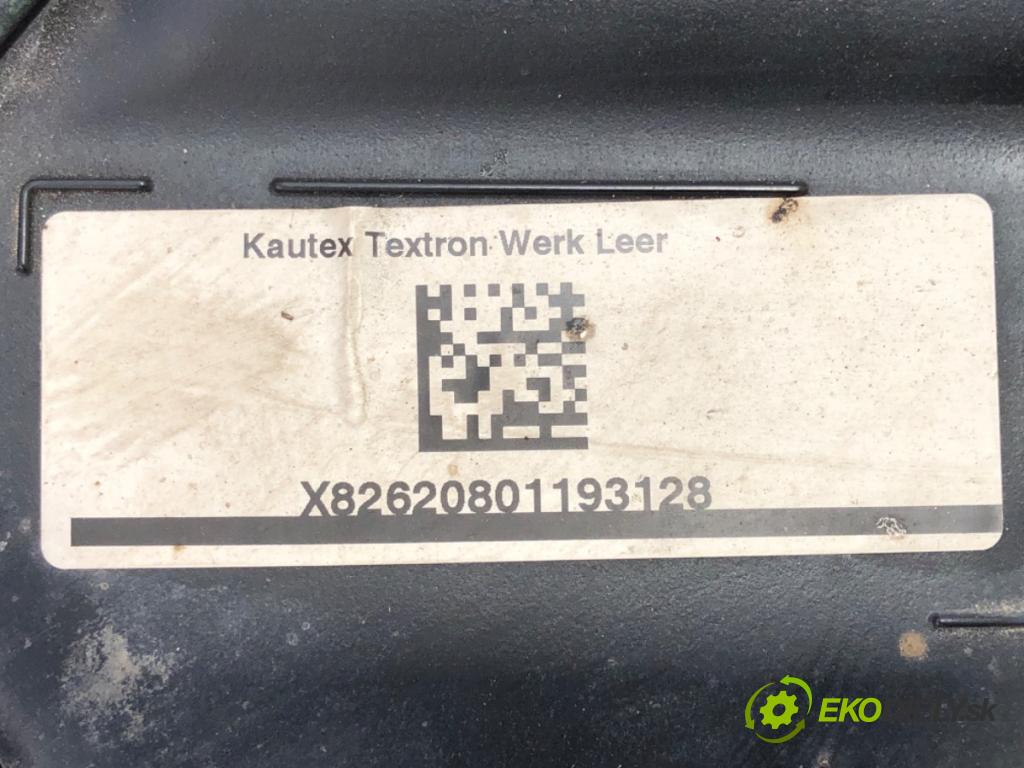 Kautex Textron Werk Leer
X82620801193128
EKO